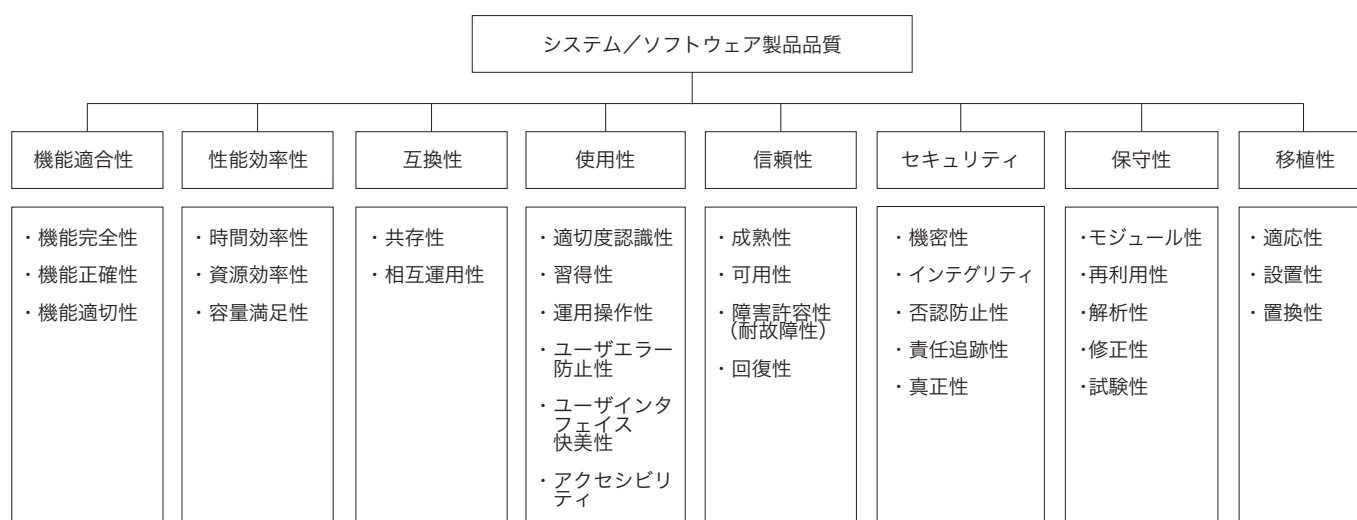 システム／ソフトウェア製品品質
機能適合性
性能効率性
互換性
使用性
信頼性
セキュリティ
保守性
移植性
・機能完全性
・機能正確性
・機能適切性
・時間効率性
・資源効率性
・容量満足性
・共存性
・相互運用性
・適切度認識性
・習得性
・運用操作性
・ユーザエラー
防止性
・ユーザインタ
フェイス
快美性
・アクセシビリ
ティ
・成熟性
・可用性
・障害許容性
（耐故障性）
・回復性
・機密性
・インテグリティ
・否認防止性
・責任追跡性
・真正性
・モジュール性
・再利用性
・解析性
・修正性
・試験性
・適応性
・設置性
・置換性